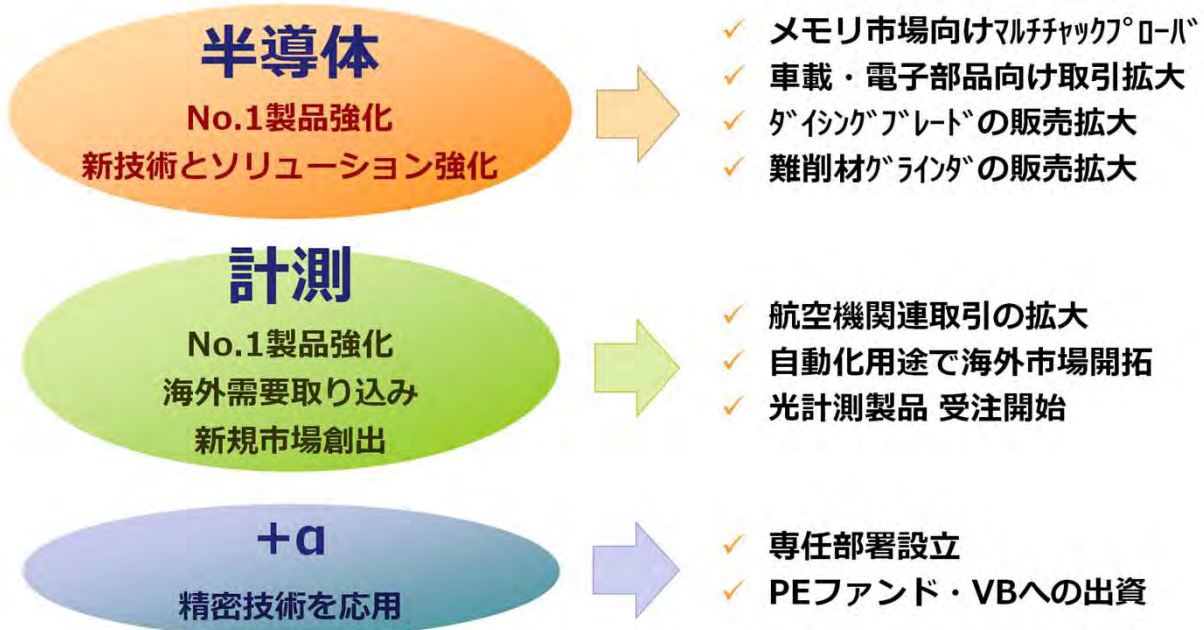 半導体
No.1製品強化
新技術とソリューション強化
✓ メモリ市場向けﾏﾙﾁﾁｬｯｸﾌﾟﾛｰﾊﾞ
✓ 車載・電子部品向け取引拡大
✓ ﾀﾞｲｼﾝｸﾞﾌﾞﾚｰﾄﾞの販売拡大
✓ 難削材ｸﾞﾗｲﾝﾀﾞの販売拡大
計測
No.1製品強化
海外需要取り込み
新規市場創出
✓ 航空機関連取引の拡大
✓ 自動化用途で海外市場開拓
✓ 光計測製品 受注開始
+α
精密技術を応用
✓ 専任部署設立
✓ PEファンド・VBへの出資